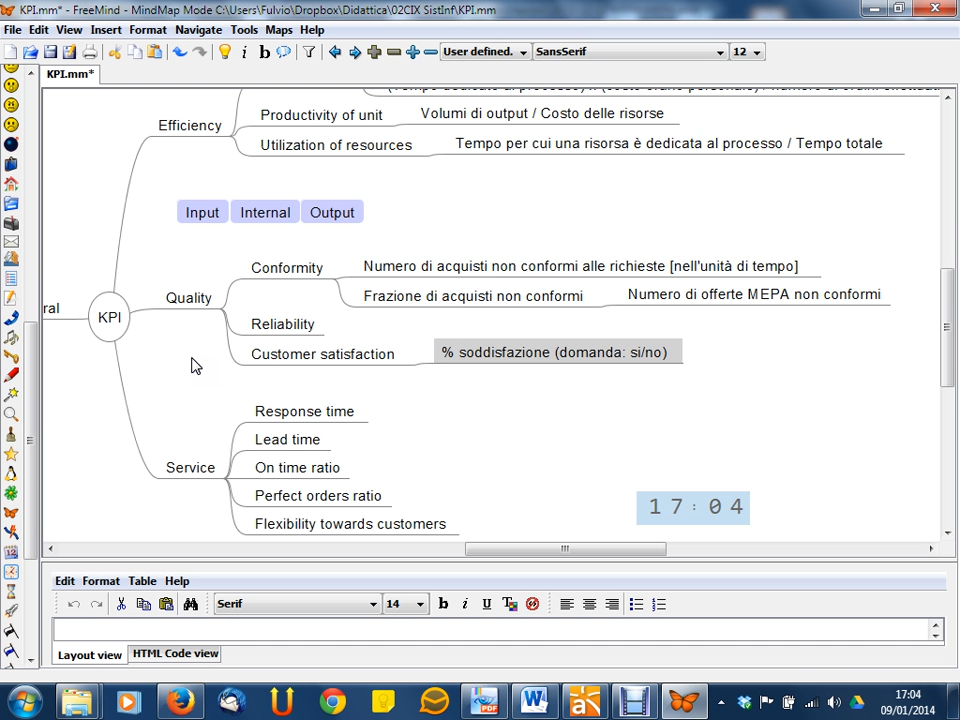 KPI.mm* - FreeMind - MindMap Mode C:\Users\Fulvio\Dropbox\Didattica\02CIX SistInf\KPI.mm
File Edit View Insert Format Navigate Tools Maps Help
User defined. SansSerif 12
KPI.mm*
Efficiency
Productivity of unit
Volumi di output / Costo delle risorse
Utilization of resources
Tempo per cui una risorsa è dedicata al processo / Tempo totale
Input Internal Output
Conformity
Numero di acquisti non conformi alle richieste [nell'unità di tempo]
Quality
Frazione di acquisti non conformi
Numero di offerte MEPA non conformi
ral
KPI
Reliability
Customer satisfaction
% soddisfazione (domanda: si/no)
Response time
Lead time
Service
On time ratio
Perfect orders ratio
Flexibility towards customers
17:04
Edit Format Table Help
Serif 14 b i U
Layout view HTML Code view
17:04
09/01/2014